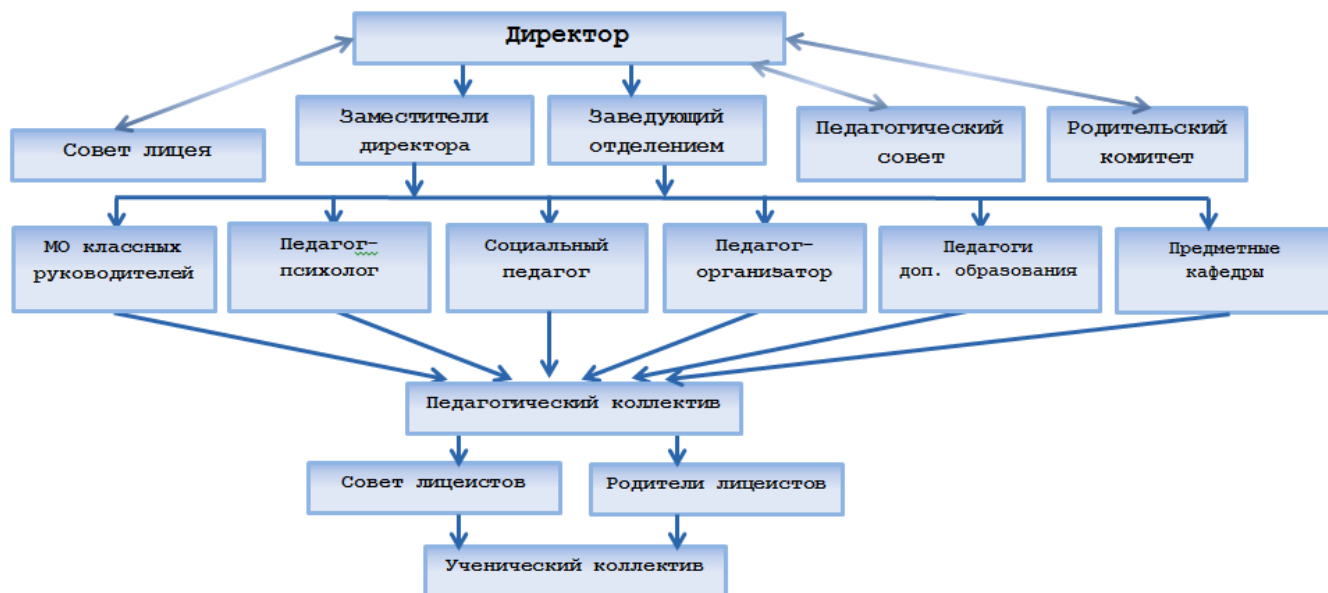 Директор
Совет лицея
Заместители
директора
Заведующий
отделением
Педагогический
совет
Родительский
комитет
МО классных
руководителей
Педагог-
психолог
Социальный
педагог
Педагог-
организатор
Педагоги
доп. образования
Предметные
кафедры
Педагогический коллектив
Совет лицеистов
Родители лицеистов
Ученический коллектив